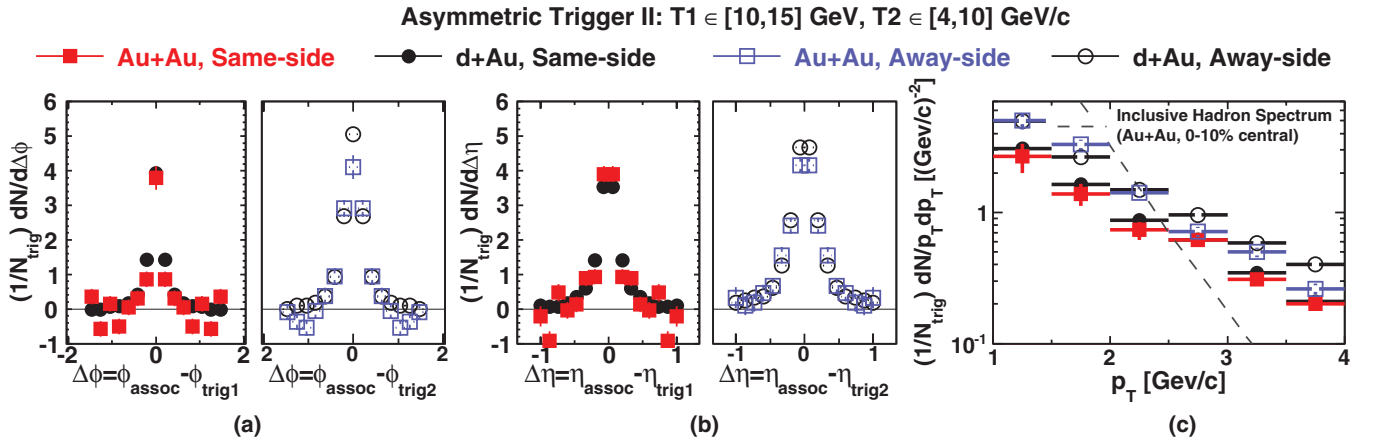 Asymmetric Trigger II: T1 ∈ [10,15] GeV, T2 ∈ [4,10] GeV/c
Au+Au, Same-side
d+Au, Same-side
Au+Au, Away-side
d+Au, Away-side
(1/N_trig) dN/dΔϕ
6
5
4
3
2
1
0
-1
-2 0 2
Δϕ=ϕ_assoc-ϕ_trig1
-2 0 2
Δϕ=ϕ_assoc-ϕ_trig2
(a)
(1/N_trig) dN/dΔη
6
5
4
3
2
1
0
-1
-1 0 1
Δη=η_assoc-η_trig1
-1 0 1
Δη=η_assoc-η_trig2
(b)
(1/N_trig) dN/p_T dp_T [(Gev/c)^-2]
Inclusive Hadron Spectrum
(Au+Au, 0-10% central)
1
10^-1
1 2 3 4
p_T [Gev/c]
(c)